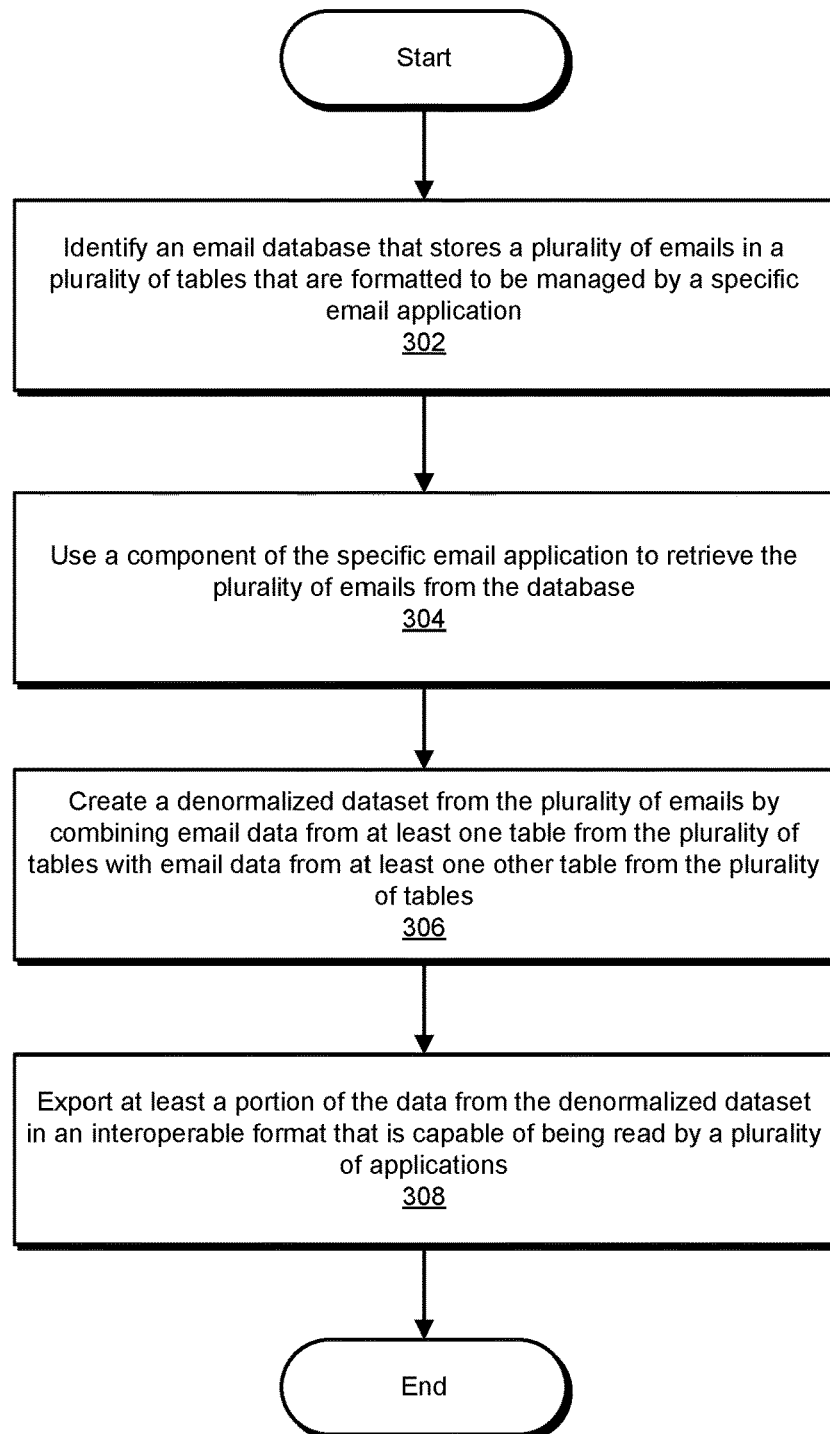 Start
Identify an email database that stores a plurality of emails in a
plurality of tables that are formatted to be managed by a specific
email application
302
Use a component of the specific email application to retrieve the
plurality of emails from the database
304
Create a denormalized dataset from the plurality of emails by
combining email data from at least one table from the plurality of
tables with email data from at least one other table from the plurality
of tables
306
Export at least a portion of the data from the denormalized dataset
in an interoperable format that is capable of being read by a plurality
of applications
308
End